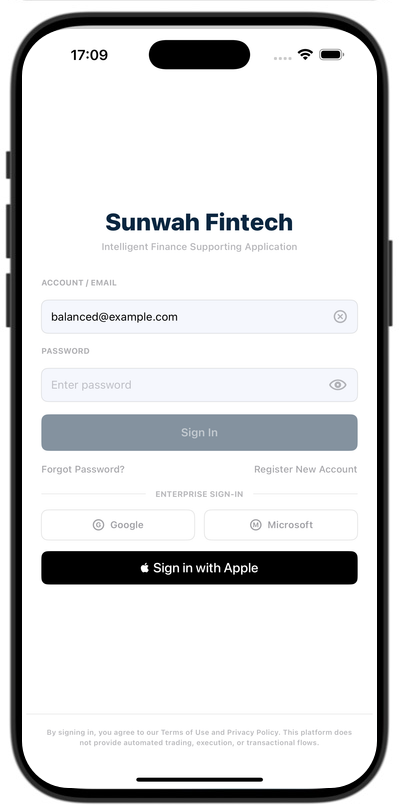 17:09
Sunwah Fintech
Intelligent Finance Supporting Application
ACCOUNT / EMAIL
balanced@example.com
PASSWORD
Enter password
Sign In
Forgot Password? Register New Account
ENTERPRISE SIGN-IN
G Google M Microsoft
Sign in with Apple
By signing in, you agree to our Terms of Use and Privacy Policy. This platform does
not provide automated trading, execution, or transactional flows.